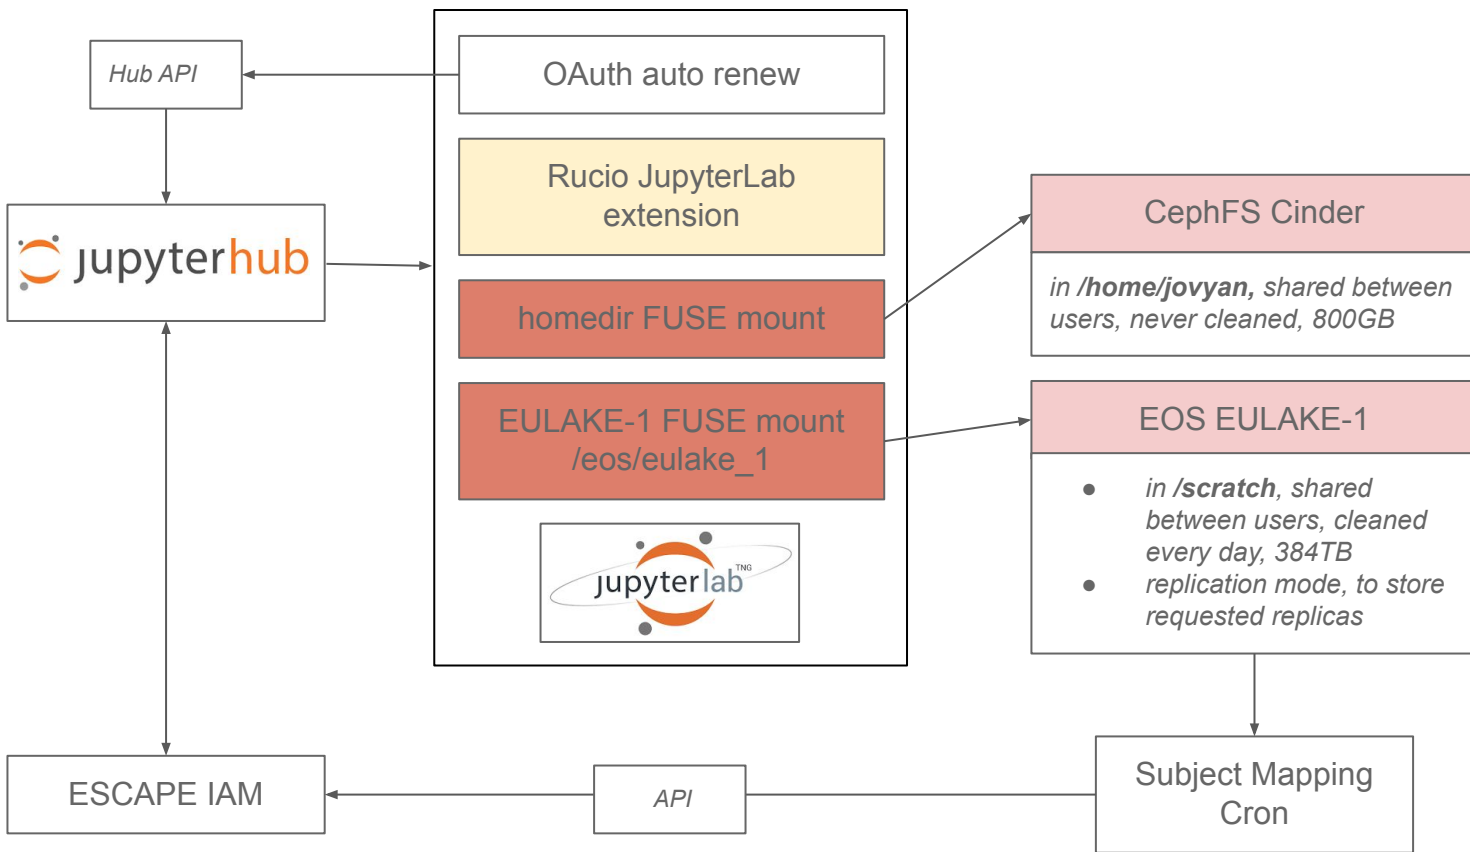 Hub API
OAuth auto renew
Rucio JupyterLab
extension
jupyterhub
CephFS Cinder
in /home/jovyan, shared between
users, never cleaned, 800GB
homedir FUSE mount
EULAKE-1 FUSE mount
/eos/eulake_1
EOS EULAKE-1
● in /scratch, shared
between users, cleaned
every day, 384TB
● replication mode, to store
requested replicas
jupyterlab TNG
ESCAPE IAM
API
Subject Mapping
Cron